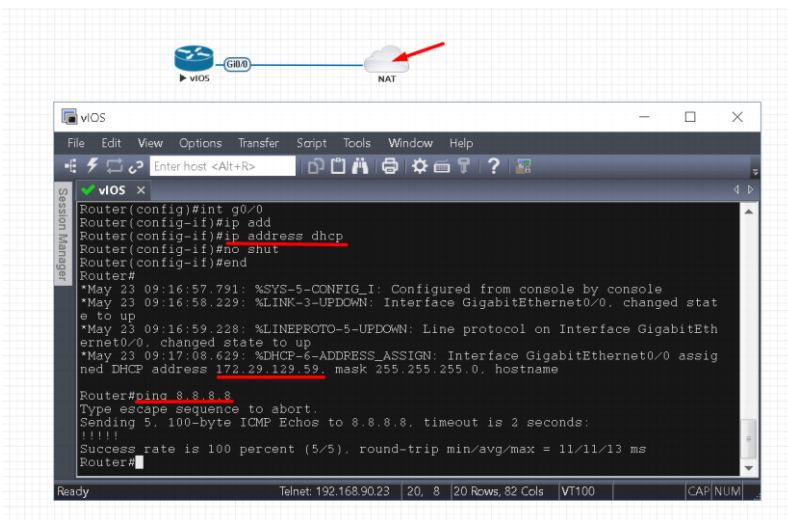 Gi0/0
vIOS
NAT
vIOS
File Edit View Options Transfer Script Tools Window Help
Enter host <Alt+R>
Session Manager
vIOS ×
Router(config)#int g0/0
Router(config-if)#ip add
Router(config-if)#ip address dhcp
Router(config-if)#no shut
Router(config-if)#end
Router#
*May 23 09:16:57.791: %SYS-5-CONFIG_I: Configured from console by console
*May 23 09:16:58.229: %LINK-3-UPDOWN: Interface GigabitEthernet0/0, changed stat
e to up
*May 23 09:16:59.228: %LINEPROTO-5-UPDOWN: Line protocol on Interface GigabitEth
ernet0/0, changed state to up
*May 23 09:17:08.629: %DHCP-6-ADDRESS_ASSIGN: Interface GigabitEthernet0/0 assig
ned DHCP address 172.29.129.59, mask 255.255.255.0, hostname
Router#ping 8.8.8.8
Type escape sequence to abort.
Sending 5, 100-byte ICMP Echos to 8.8.8.8, timeout is 2 seconds:
!!!!!
Success rate is 100 percent (5/5), round-trip min/avg/max = 11/11/13 ms
Router#
Ready Telnet: 192.168.90.23 20, 8 20 Rows, 82 Cols VT100 CAP NUM